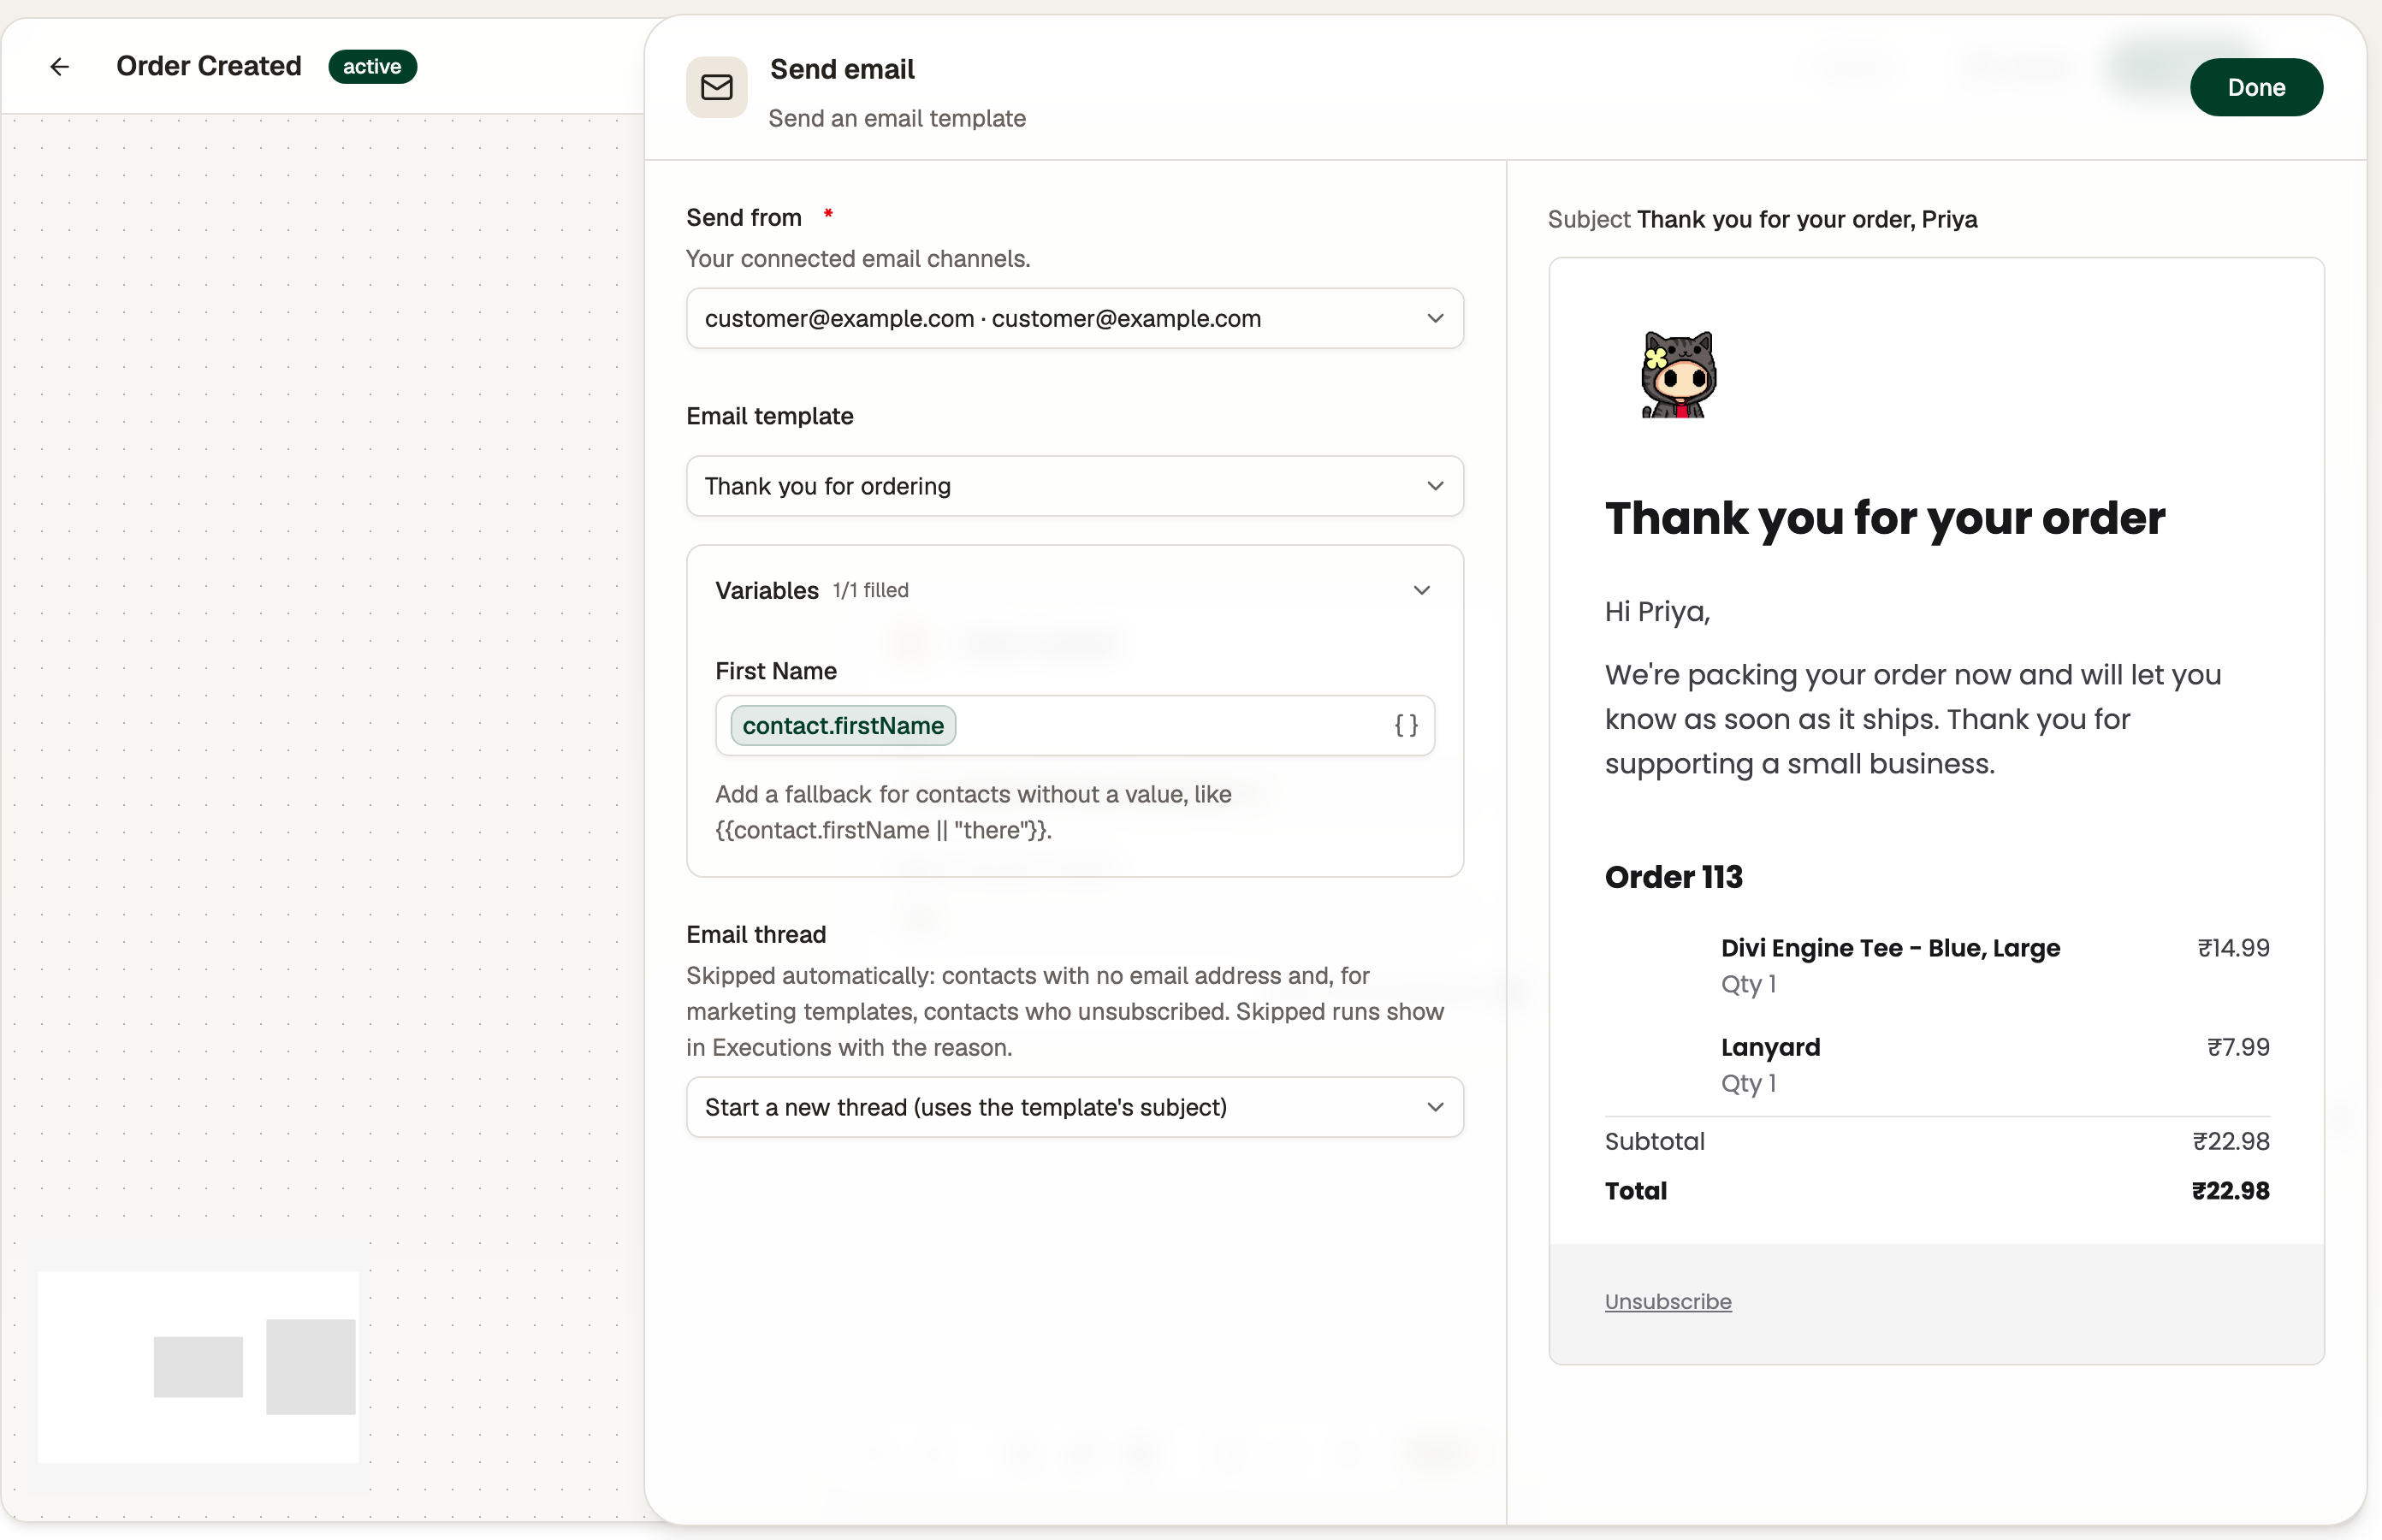 Order Created
active
Send email
Send an email template
Done
Send from *
Your connected email channels.
customer@example.com · customer@example.com
Email template
Thank you for ordering
Variables 1/1 filled
First Name
contact.firstName
{ }
Add a fallback for contacts without a value, like
{{contact.firstName || "there"}}.
Email thread
Skipped automatically: contacts with no email address and, for
marketing templates, contacts who unsubscribed. Skipped runs show
in Executions with the reason.
Start a new thread (uses the template's subject)
Subject Thank you for your order, Priya
Thank you for your order
Hi Priya,
We're packing your order now and will let you
know as soon as it ships. Thank you for
supporting a small business.
Order 113
Divi Engine Tee - Blue, Large ₹14.99
Qty 1
Lanyard ₹7.99
Qty 1
Subtotal ₹22.98
Total ₹22.98
Unsubscribe